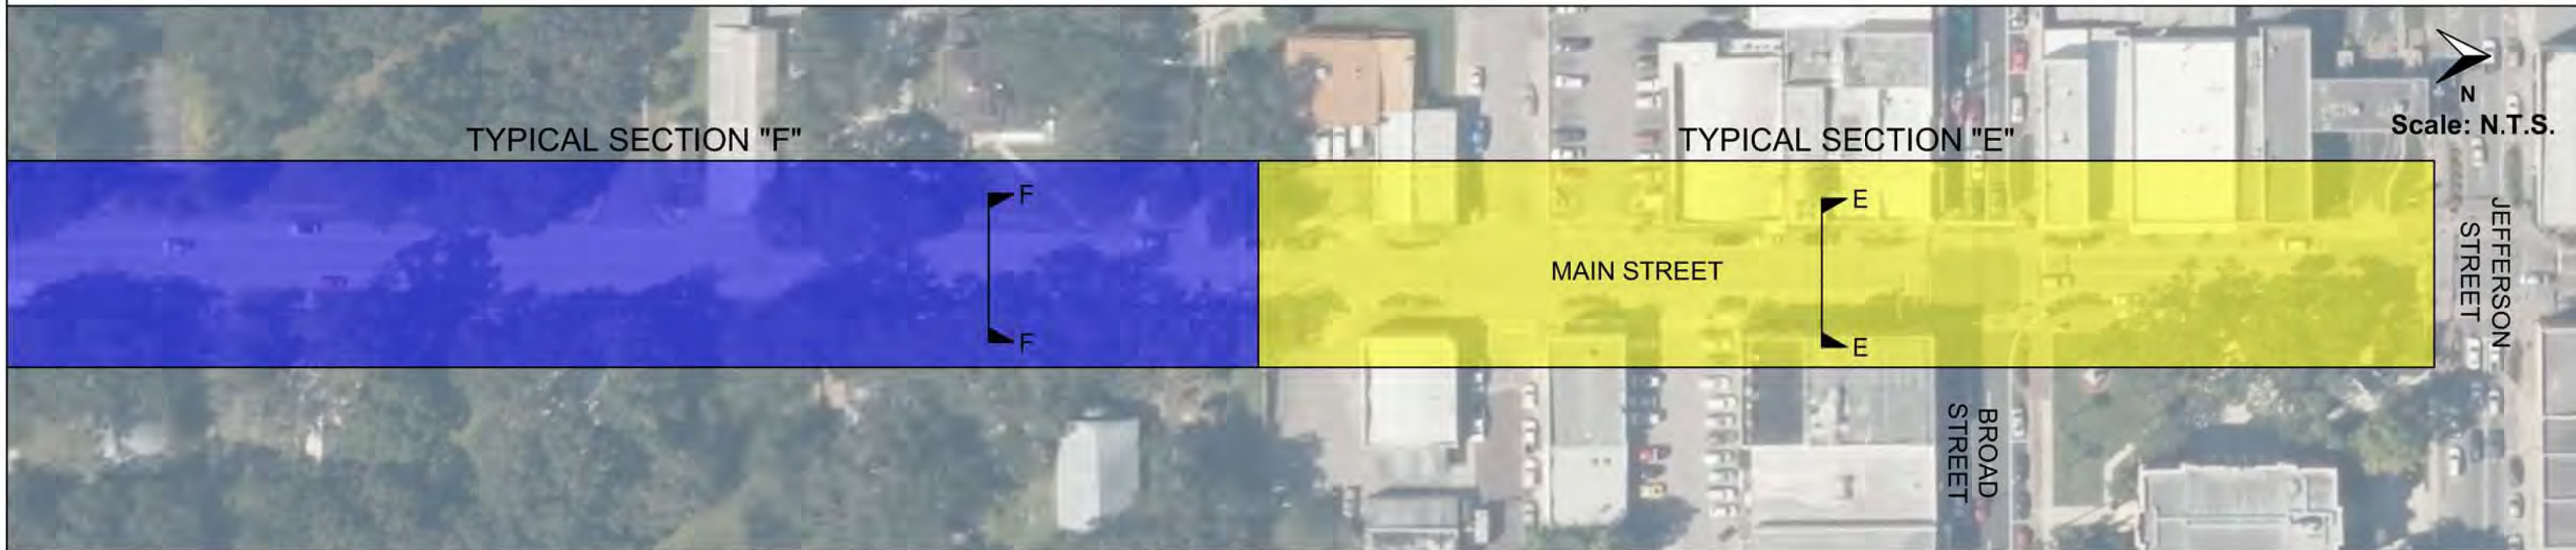 TYPICAL SECTION "F"
TYPICAL SECTION "E"
N
Scale: N.T.S.
F
E
MAIN STREET
JEFFERSON
STREET
F
E
BROAD
STREET